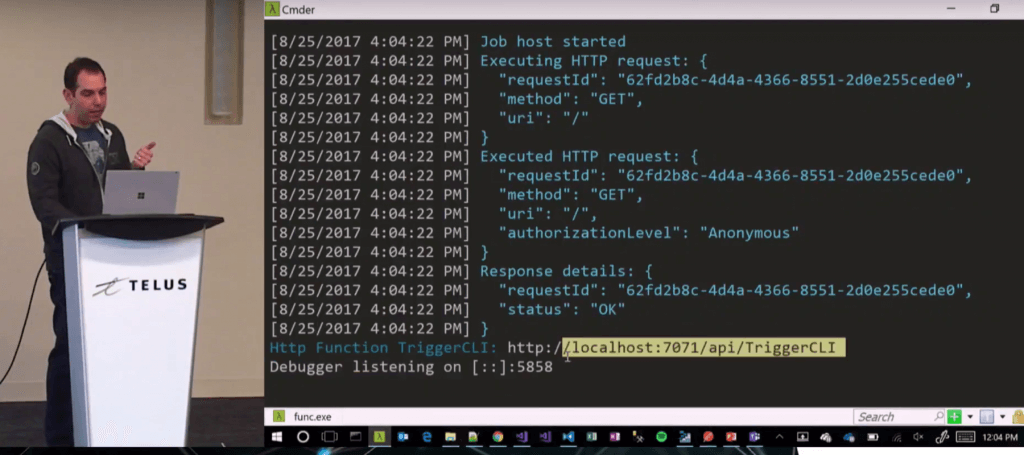 Cmder
[8/25/2017 4:04:22 PM] Job host started
[8/25/2017 4:04:22 PM] Executing HTTP request: {
[8/25/2017 4:04:22 PM]   "requestId": "62fd2b8c-4d4a-4366-8551-2d0e255cede0",
[8/25/2017 4:04:22 PM]   "method": "GET",
[8/25/2017 4:04:22 PM]   "uri": "/"
[8/25/2017 4:04:22 PM] }
[8/25/2017 4:04:22 PM] Executed HTTP request: {
[8/25/2017 4:04:22 PM]   "requestId": "62fd2b8c-4d4a-4366-8551-2d0e255cede0",
[8/25/2017 4:04:22 PM]   "method": "GET",
[8/25/2017 4:04:22 PM]   "uri": "/",
[8/25/2017 4:04:22 PM]   "authorizationLevel": "Anonymous"
[8/25/2017 4:04:22 PM] }
[8/25/2017 4:04:22 PM] Response details: {
[8/25/2017 4:04:22 PM]   "requestId": "62fd2b8c-4d4a-4366-8551-2d0e255cede0",
[8/25/2017 4:04:22 PM]   "status": "OK"
[8/25/2017 4:04:22 PM] }
Http Function TriggerCLI: http://localhost:7071/api/TriggerCLI
Debugger listening on [::]:5858
func.exe
Search
12:04 PM
TELUS